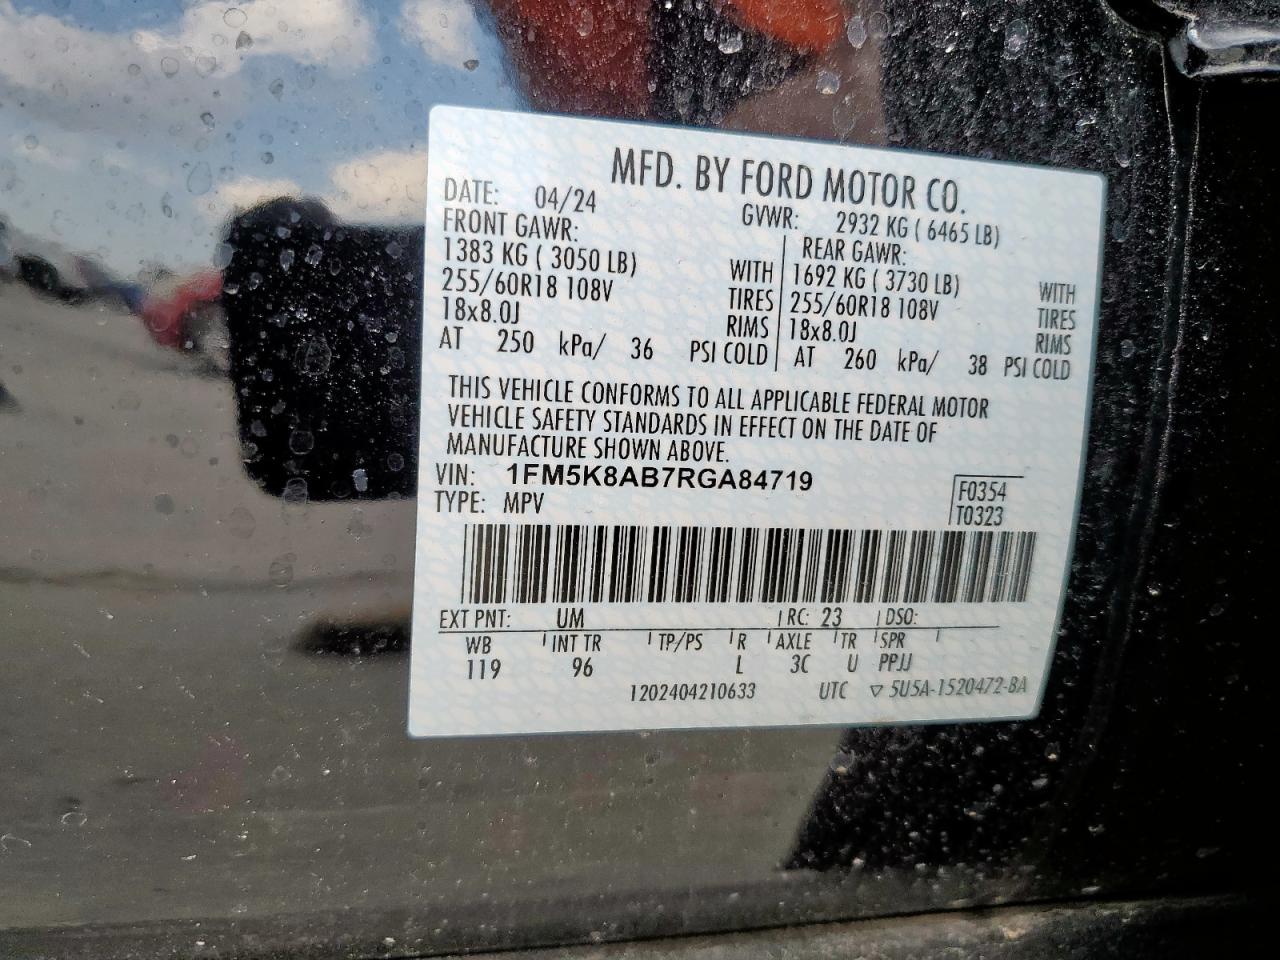 MFD. BY FORD MOTOR CO.
DATE: 04/24 GVWR: 2932 KG ( 6465 LB)
FRONT GAWR: REAR GAWR:
1383 KG ( 3050 LB) WITH 1692 KG ( 3730 LB) WITH
255/60R18 108V TIRES 255/60R18 108V TIRES
18x8.0J RIMS 18x8.0J RIMS
AT 250 kPa/ 36 PSI COLD AT 260 kPa/ 38 PSI COLD
THIS VEHICLE CONFORMS TO ALL APPLICABLE FEDERAL MOTOR
VEHICLE SAFETY STANDARDS IN EFFECT ON THE DATE OF
MANUFACTURE SHOWN ABOVE.
VIN: 1FM5K8AB7RGA84719
TYPE: MPV
F0354
T0323
EXT PNT: UM RC: 23 DSO:
WB INT TR TP/PS R AXLE TR SPR
119 96 L 3C U PPJJ
1202404210633 UTC ▽ 5U5A-1520472-BA